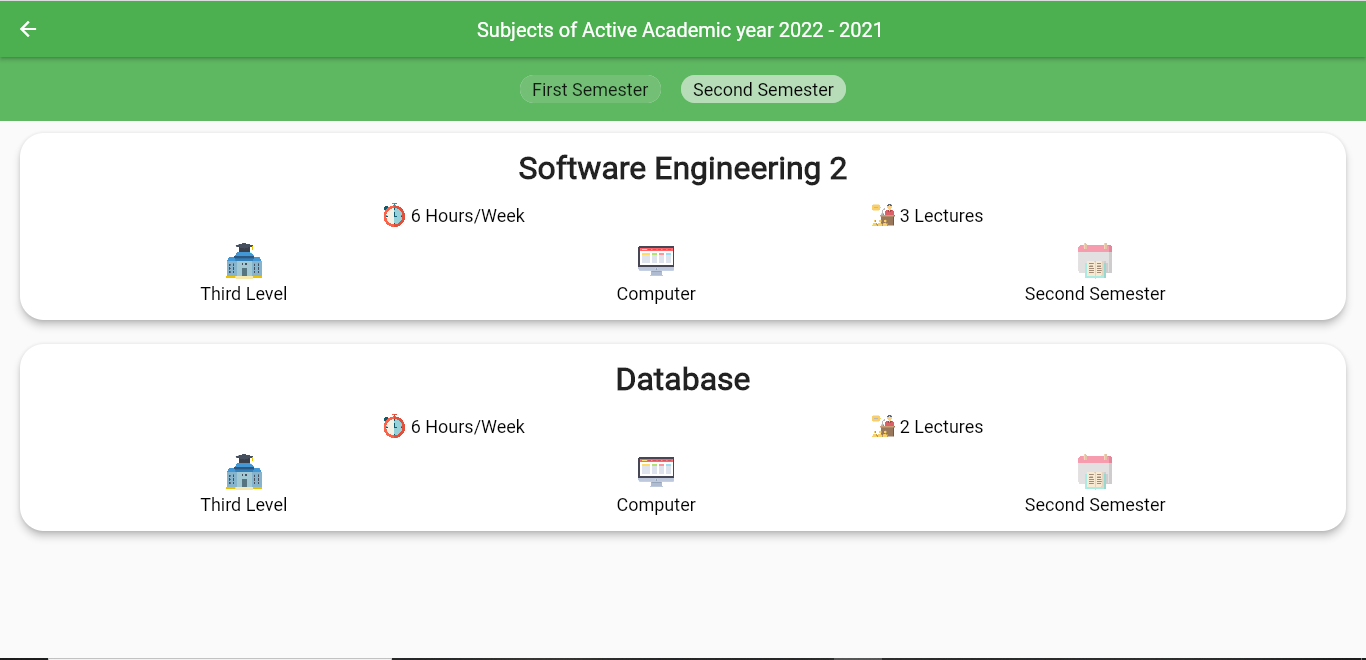 Subjects of Active Academic year 2022 - 2021
First Semester Second Semester
Software Engineering 2
6 Hours/Week 3 Lectures
Third Level Computer Second Semester
Database
6 Hours/Week 2 Lectures
Third Level Computer Second Semester